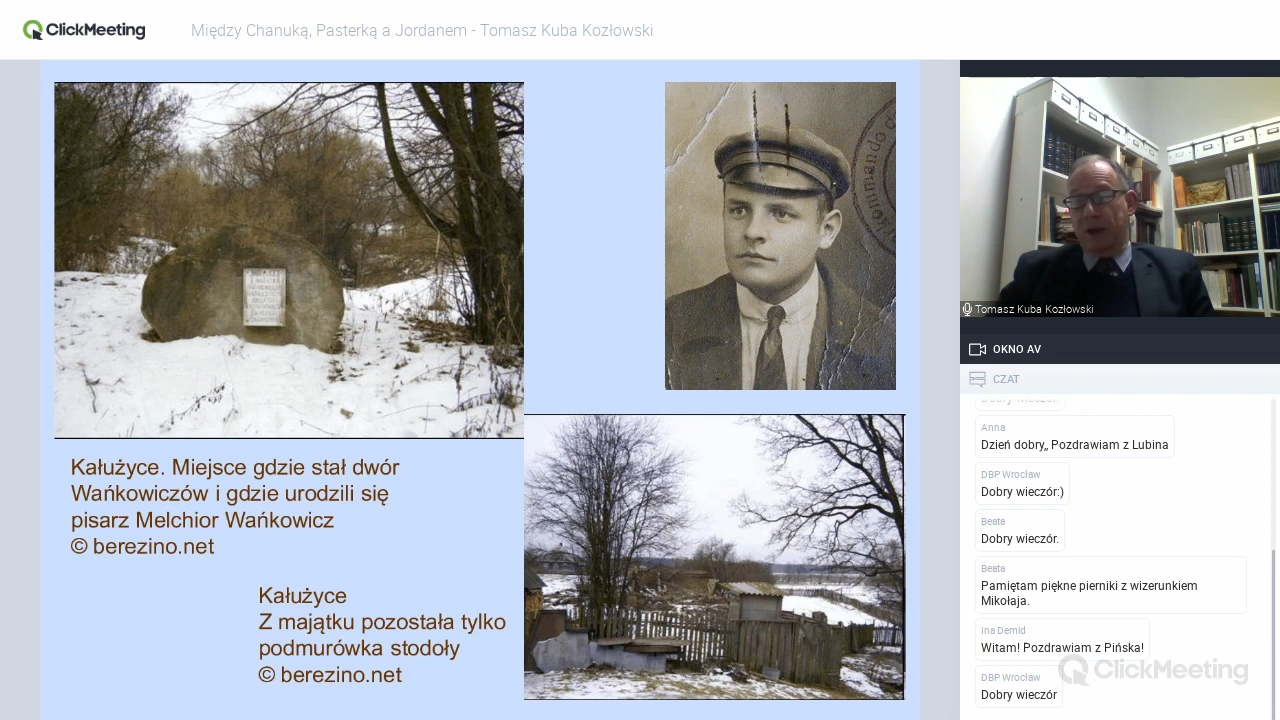 ClickMeeting
Między Chanuką, Pasterką a Jordanem - Tomasz Kuba Kozłowski
Kałużyce. Miejsce gdzie stał dwór
Wańkowiczów i gdzie urodzili się
pisarz Melchior Wańkowicz
© berezino.net
Kałużyce
Z majątku pozostała tylko
podmurówka stodoły
© berezino.net
Tomasz Kuba Kozłowski
OKNO AV
CZAT
Dobry wieczór.
Anna
Dzień dobry,, Pozdrawiam z Lubina
DBP Wrocław
Dobry wieczór:)
Beata
Dobry wieczór.
Beata
Pamiętam piękne pierniki z wizerunkiem
Mikołaja.
Ina Demid
Witam! Pozdrawiam z Pińska!
DBP Wrocław
Dobry wieczór
ClickMeeting